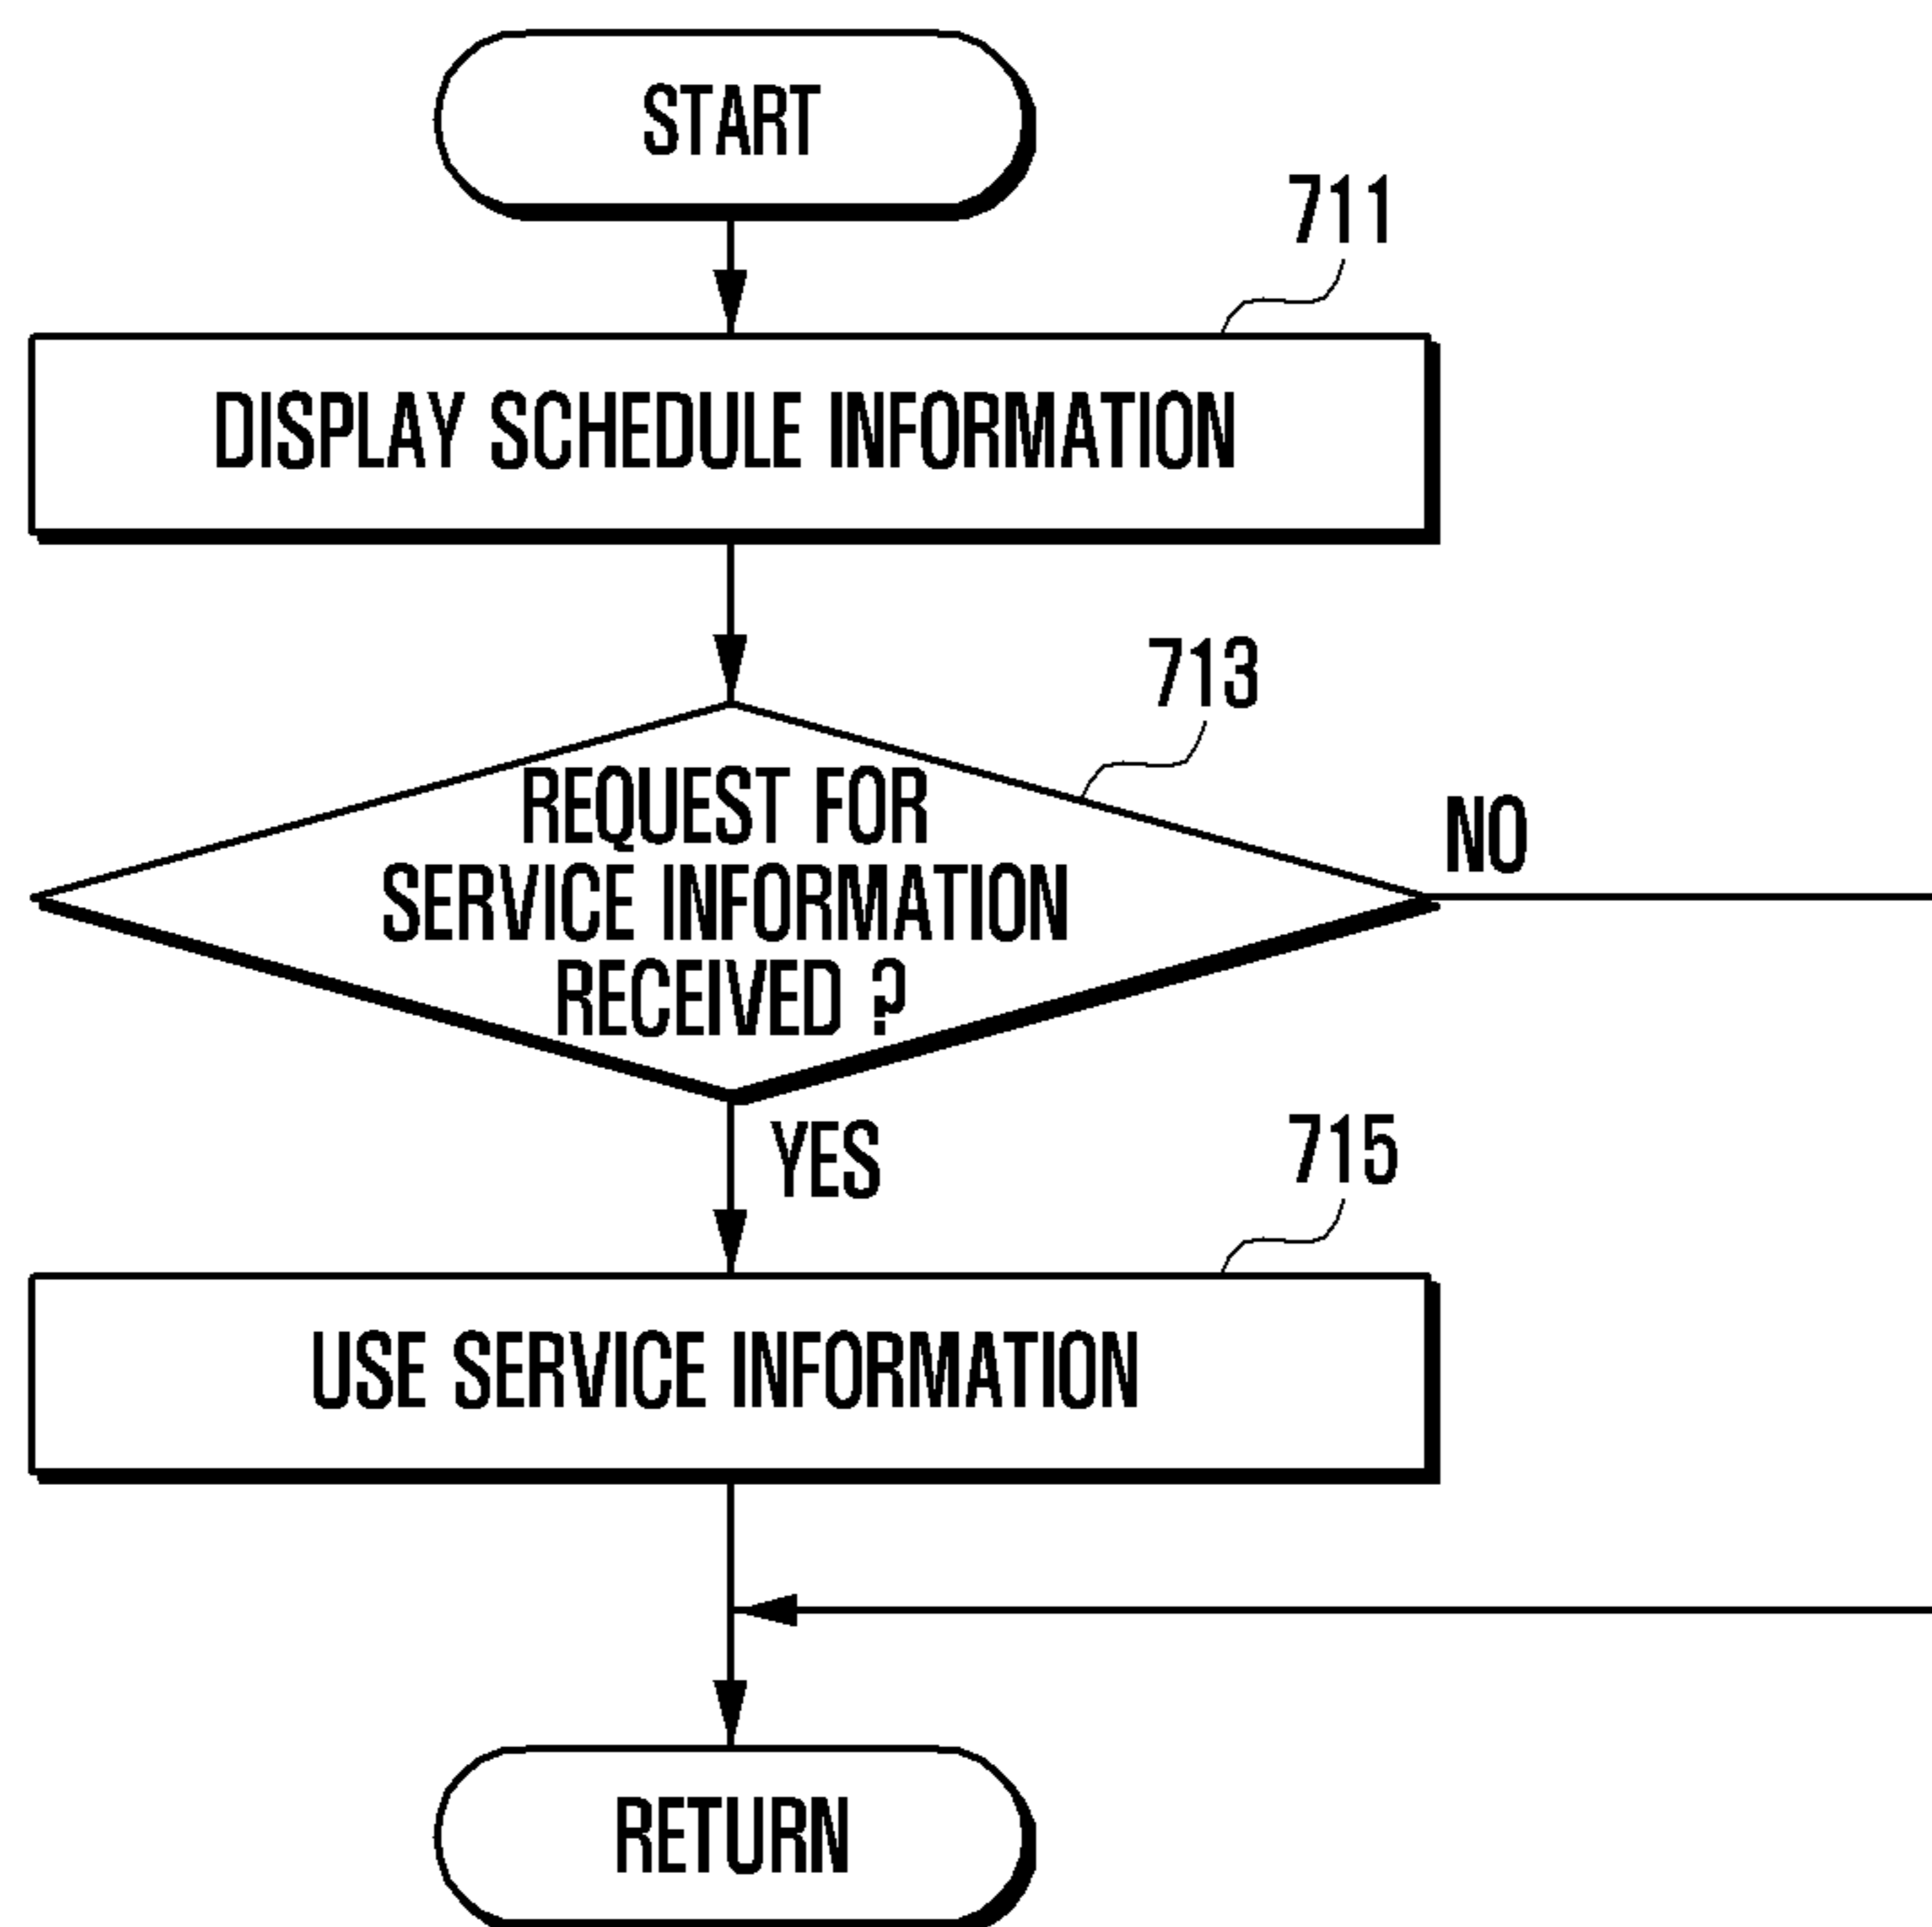 START
711
DISPLAY SCHEDULE INFORMATION
713
REQUEST FOR
SERVICE INFORMATION
RECEIVED ?
NO
YES
715
USE SERVICE INFORMATION
RETURN